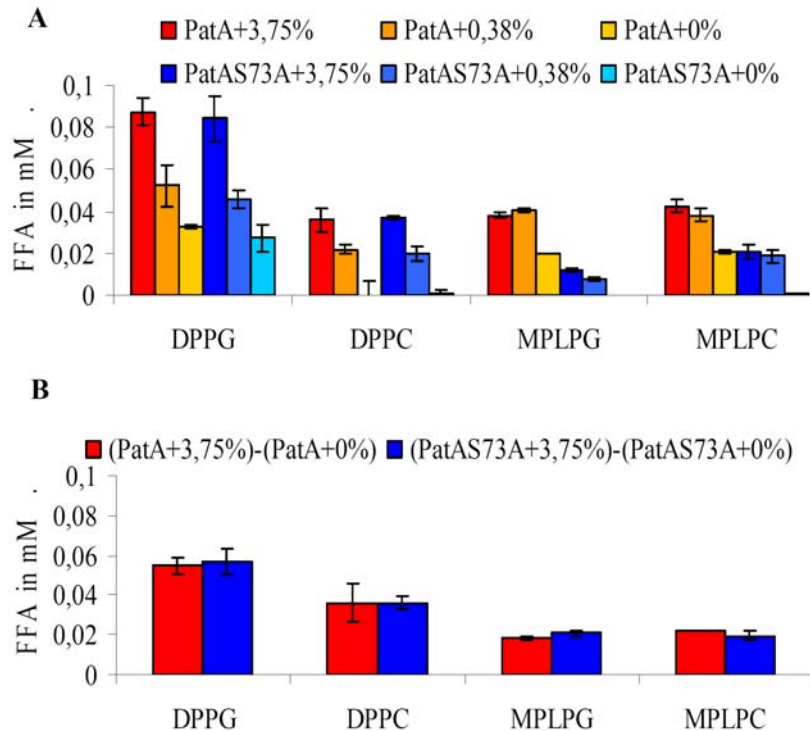 A
PatA+3,75% PatA+0,38% PatA+0%
PatAS73A+3,75% PatAS73A+0,38% PatAS73A+0%
FFA in mM .
0,1
0,08
0,06
0,04
0,02
0
DPPG DPPC MPLPG MPLPC
B
(PatA+3,75%)-(PatA+0%) (PatAS73A+3,75%)-(PatAS73A+0%)
FFA in mM .
0,1
0,08
0,06
0,04
0,02
0
DPPG DPPC MPLPG MPLPC